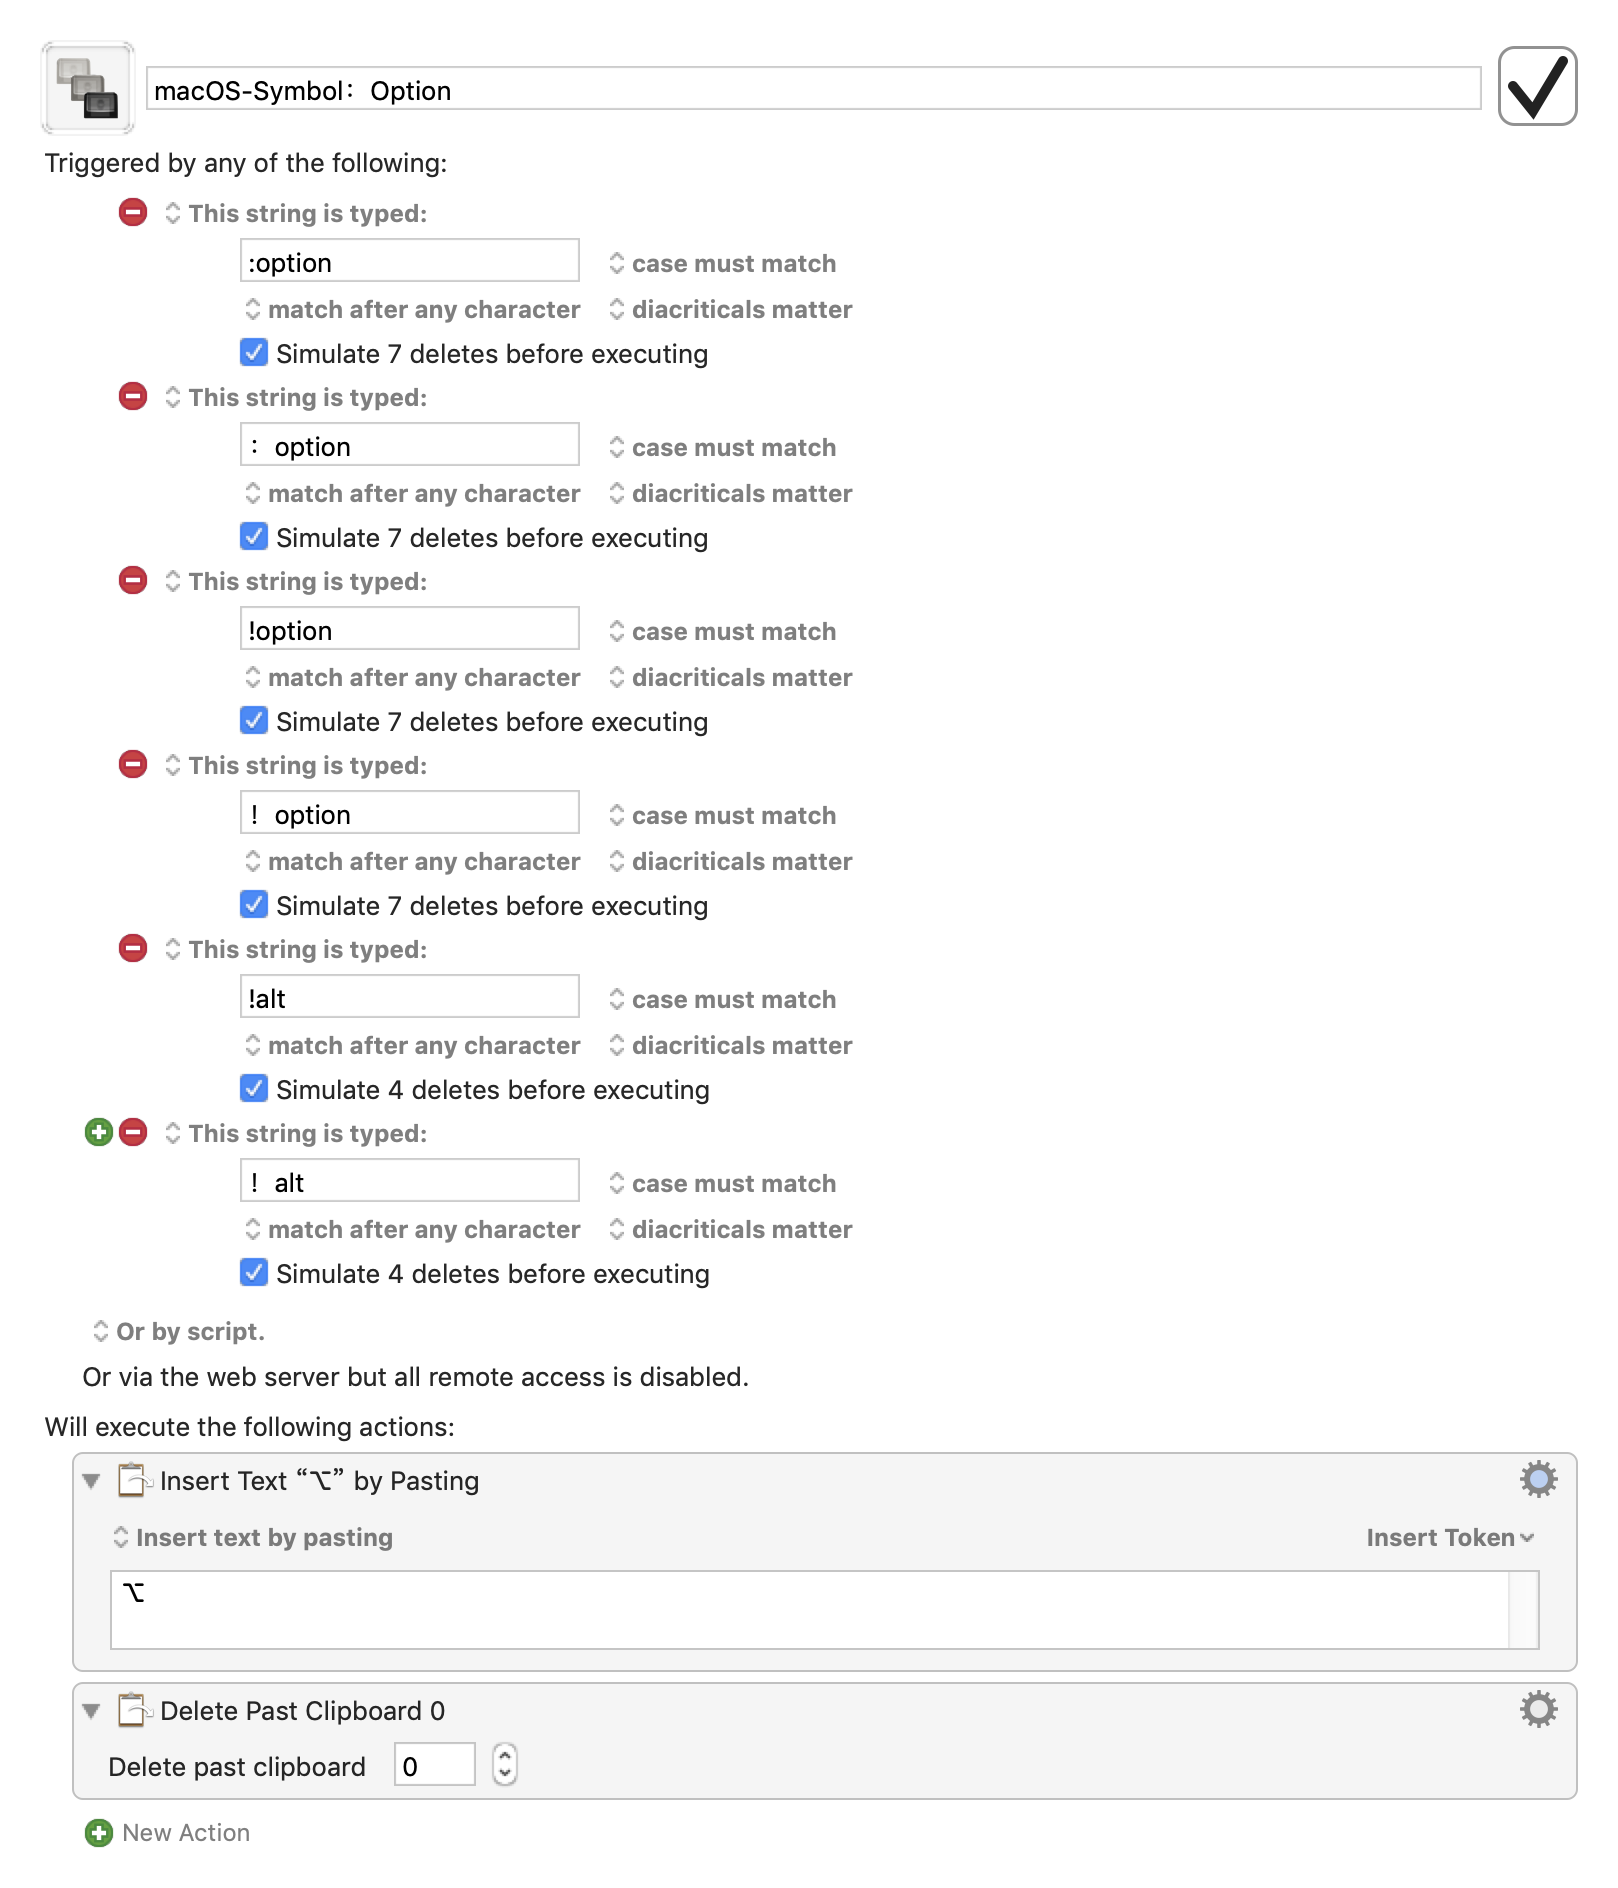 macOS-Symbol：Option
Triggered by any of the following:
This string is typed:
:option
case must match
match after any character
diacriticals matter
Simulate 7 deletes before executing
This string is typed:
：option
case must match
match after any character
diacriticals matter
Simulate 7 deletes before executing
This string is typed:
!option
case must match
match after any character
diacriticals matter
Simulate 7 deletes before executing
This string is typed:
！option
case must match
match after any character
diacriticals matter
Simulate 7 deletes before executing
This string is typed:
!alt
case must match
match after any character
diacriticals matter
Simulate 4 deletes before executing
This string is typed:
！alt
case must match
match after any character
diacriticals matter
Simulate 4 deletes before executing
Or by script.
Or via the web server but all remote access is disabled.
Will execute the following actions:
Insert Text “⌥” by Pasting
Insert text by pasting
Insert Token
⌥
Delete Past Clipboard 0
Delete past clipboard 0
New Action